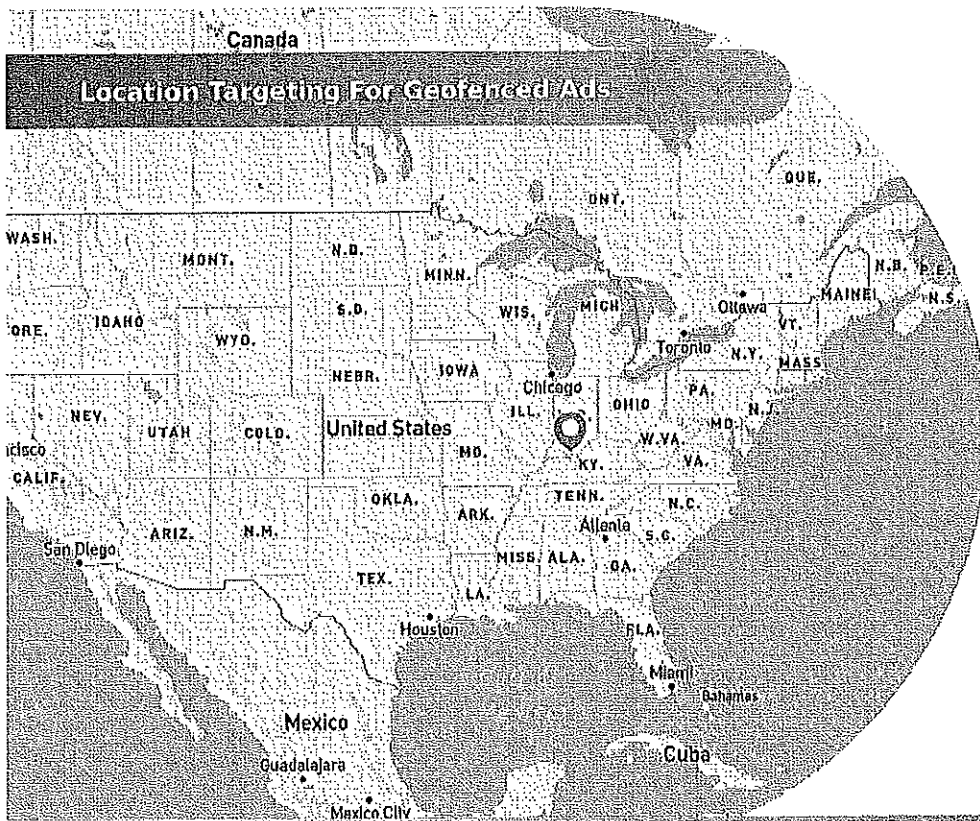 Canada
Location Targeting For Geofenced Ads
QUE.
ONT.
WASH.
MONT.
N.D.
MINN.
N.B.
P.E.I.
MAINE
N.S.
Ottawa
ORE.
IDAHO
S.D.
WIS.
MICH
VT.
WYO.
Toronto
N.Y.
MASS
NEBR.
IOWA
Chicago
PA.
NEV.
UTAH
COLO.
United States
ILL.
OHIO
N.J.
MD.
W.VA.
cisco
CALIF.
MO.
KY.
VA.
OKLA.
TENN.
N.C.
ARIZ.
N.M.
ARK.
Atlanta
S.C.
San Diego
MISS.
ALA.
GA.
TEX.
LA.
Houston
FLA.
Miami
Bahamas
Mexico
Cuba
Guadalajara
Mexico City